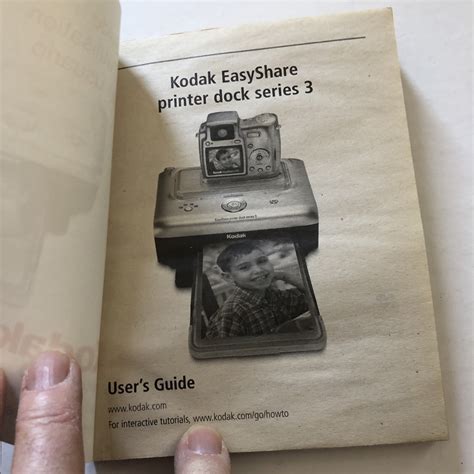 Kodak EasyShare
printer dock series 3
Kodak
User's Guide
www.kodak.com
For interactive tutorials, www.kodak.com/go/howto